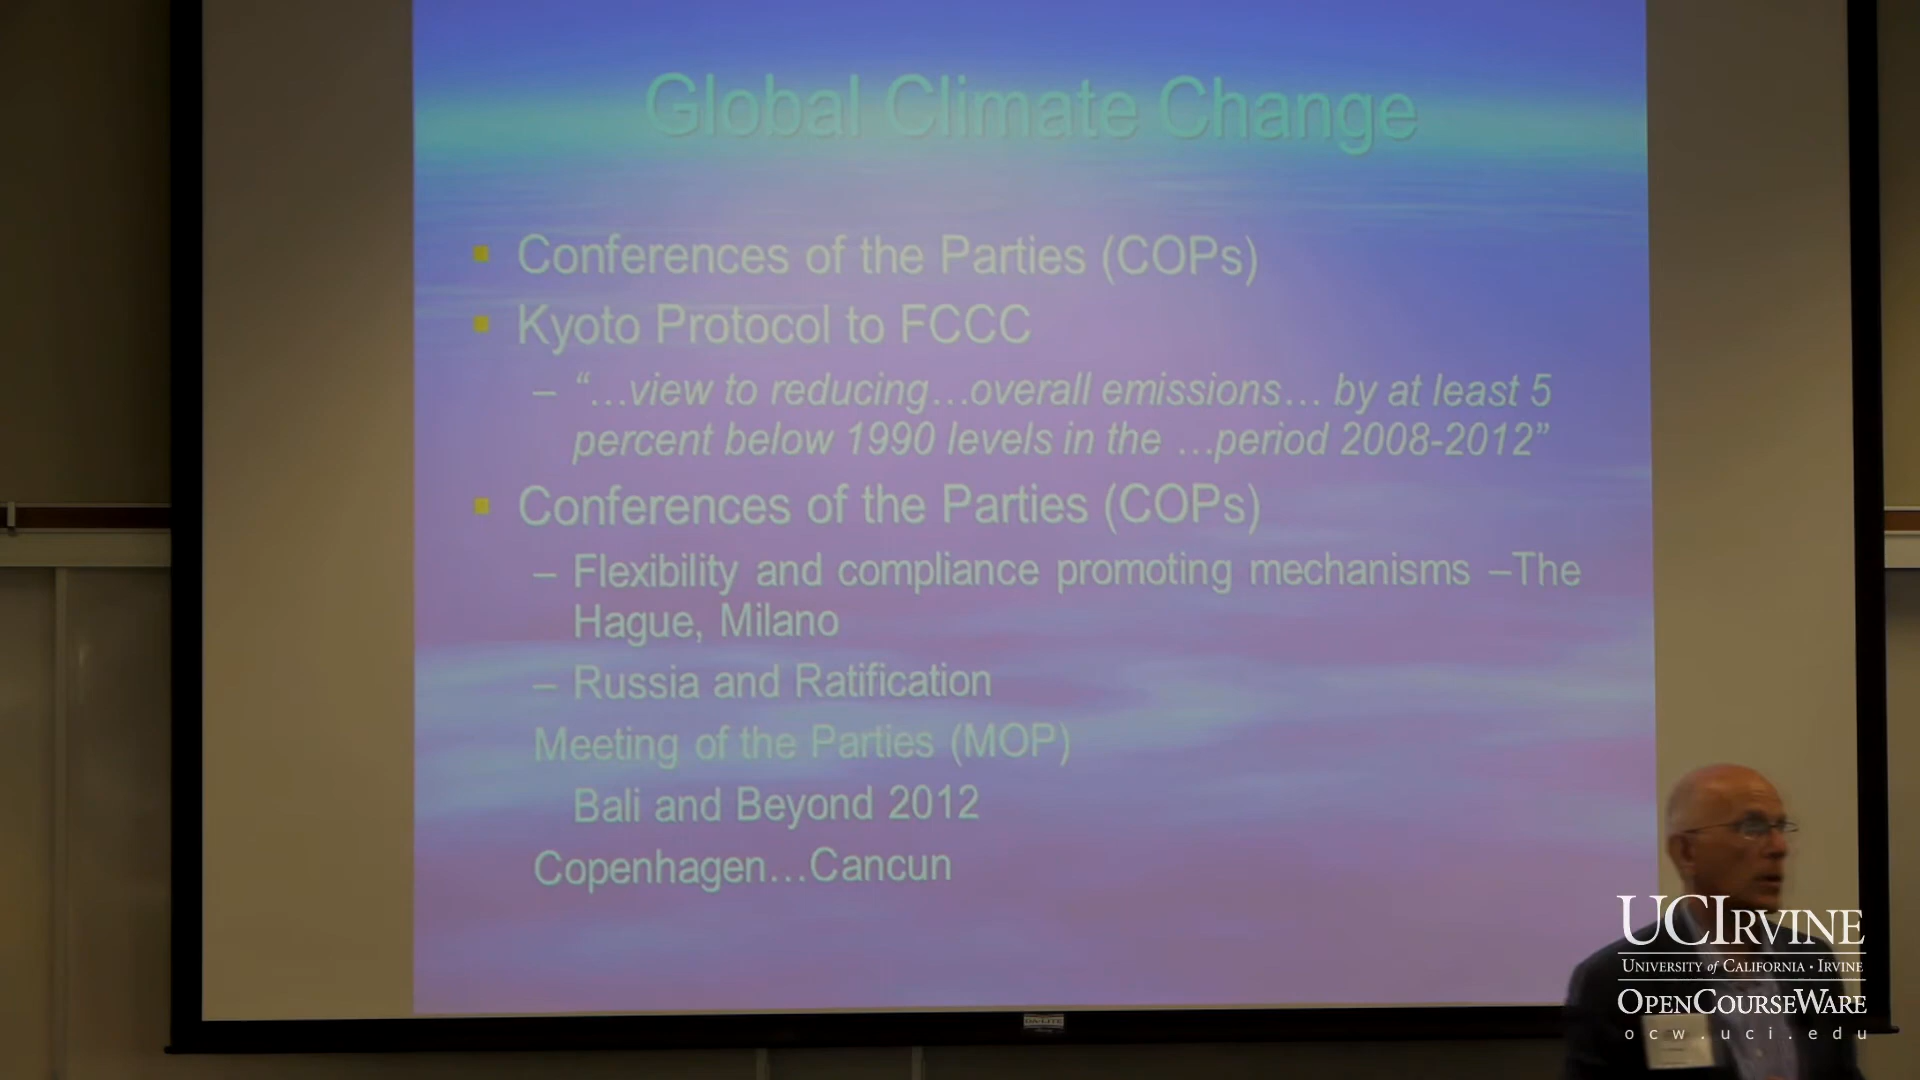 Global Climate Change
▪ Conferences of the Parties (COPs)
▪ Kyoto Protocol to FCCC
– “…view to reducing…overall emissions… by at least 5
percent below 1990 levels in the …period 2008-2012”
▪ Conferences of the Parties (COPs)
– Flexibility and compliance promoting mechanisms –The
Hague, Milano
– Russia and Ratification
Meeting of the Parties (MOP)
Bali and Beyond 2012
Copenhagen…Cancun
UCIRVINE
UNIVERSITY of CALIFORNIA · IRVINE
OPENCOURSEWARE
ocw.uci.edu
DA-LITE